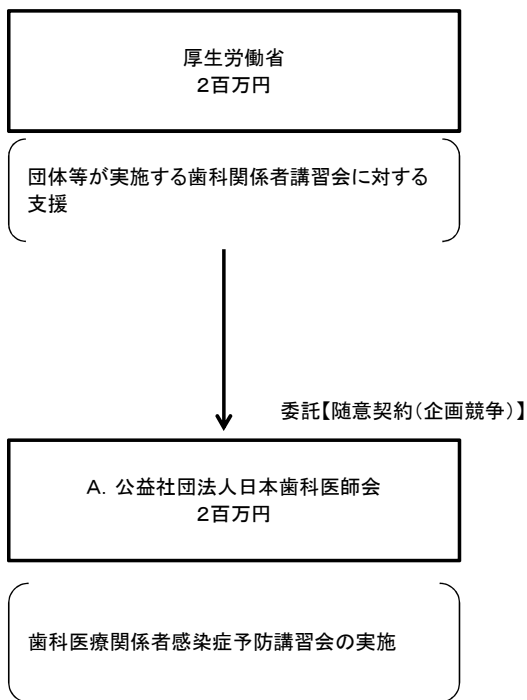 厚生労働省
2百万円
団体等が実施する歯科関係者講習会に対する
支援
委託【随意契約(企画競争)】
A. 公益社団法人日本歯科医師会
2百万円
歯科医療関係者感染症予防講習会の実施